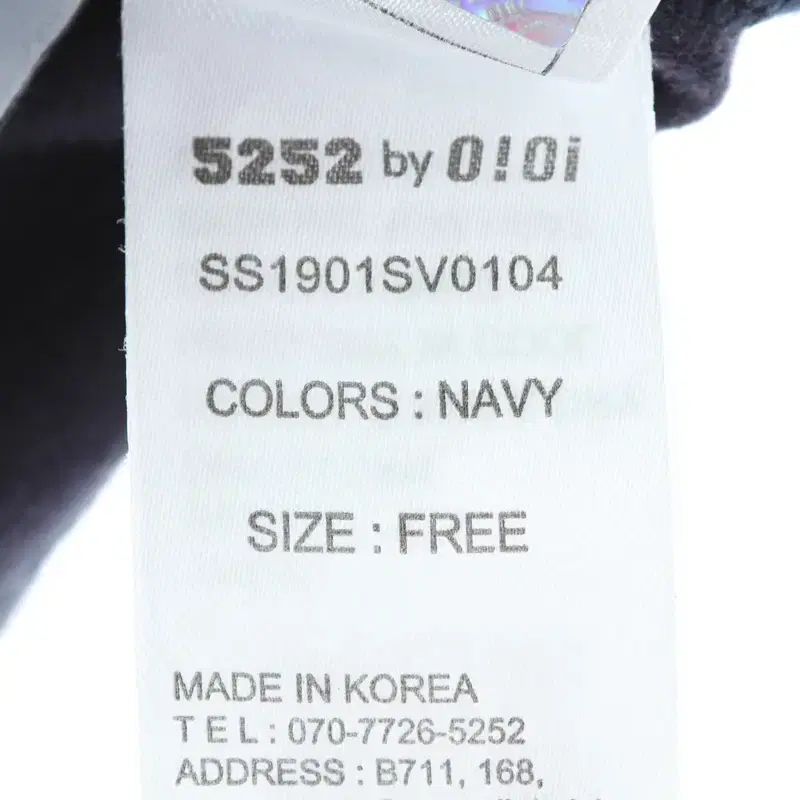 5252 by O!Oi
SS1901SV0104
COLORS : NAVY
SIZE : FREE
MADE IN KOREA
T E L : 070-7726-5252
ADDRESS : B711, 168,